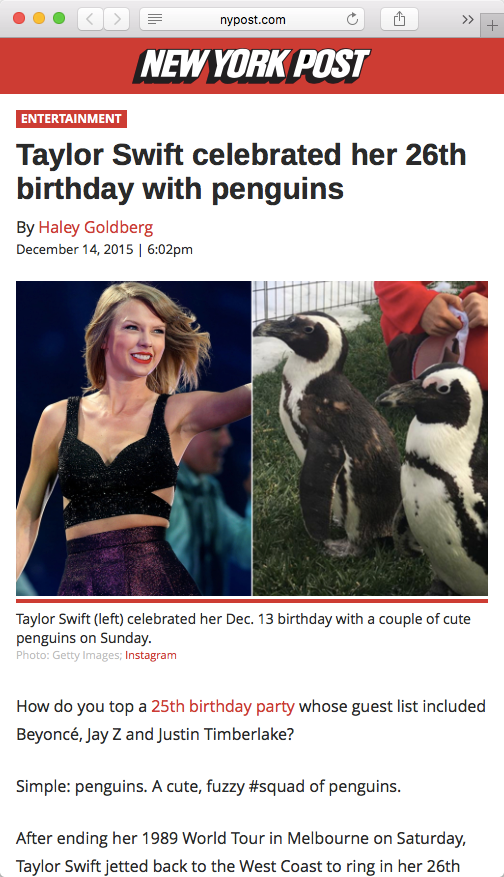 nypost.com
NEW YORK POST
ENTERTAINMENT
Taylor Swift celebrated her 26th
birthday with penguins
By Haley Goldberg
December 14, 2015 | 6:02pm
Taylor Swift (left) celebrated her Dec. 13 birthday with a couple of cute
penguins on Sunday.
Photo: Getty Images; Instagram
How do you top a 25th birthday party whose guest list included
Beyoncé, Jay Z and Justin Timberlake?
Simple: penguins. A cute, fuzzy #squad of penguins.
After ending her 1989 World Tour in Melbourne on Saturday,
Taylor Swift jetted back to the West Coast to ring in her 26th